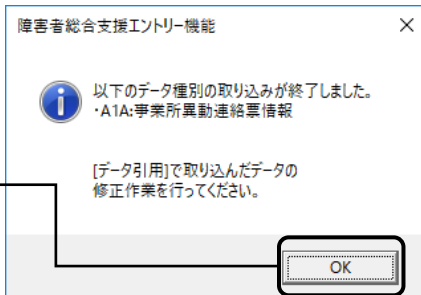 障害者総合支援エントリー機能
以下のデータ種別の取り込みが終了しました。
・A1A:事業所異動連絡票情報
[データ引用]で取り込んだデータの
修正作業を行ってください。
OK